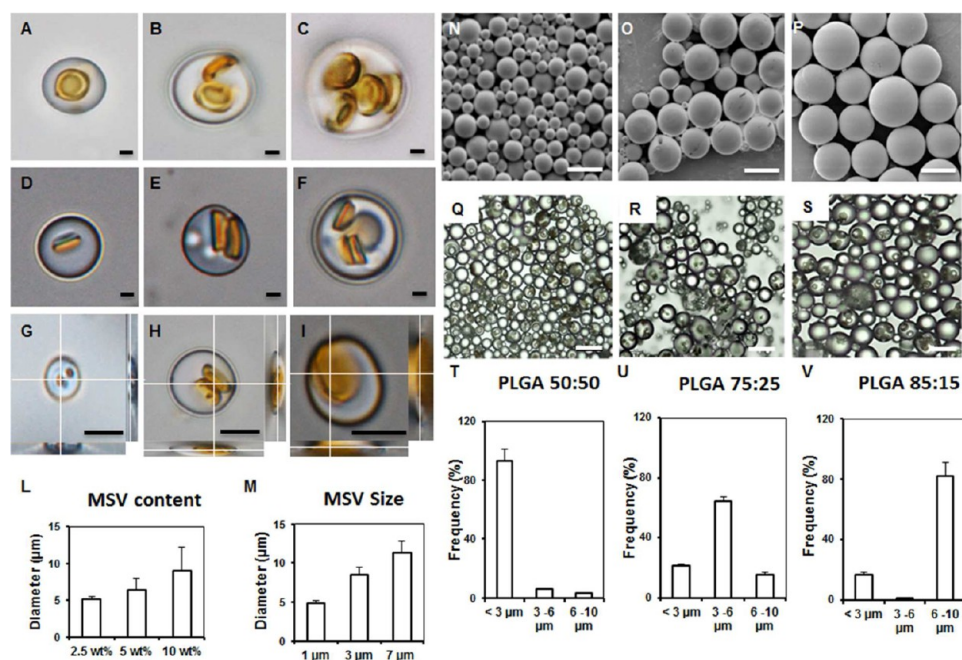 A B C
D E F
G H I
N O P
Q R S
L MSV content
Diameter (µm)
15
10
5
0
2.5 wt% 5 wt% 10 wt%
M MSV Size
Diameter (µm)
15
10
5
0
1 µm 3 µm 7 µm
T PLGA 50:50
Frequency (%)
120
80
40
0
< 3 µm 3 -6 6 -10
µm µm
U PLGA 75:25
Frequency (%)
120
80
40
0
< 3 µm 3 -6 6 -10
µm µm
V PLGA 85:15
Frequency (%)
120
80
40
0
< 3 µm 3 -6 6 -10
µm µm